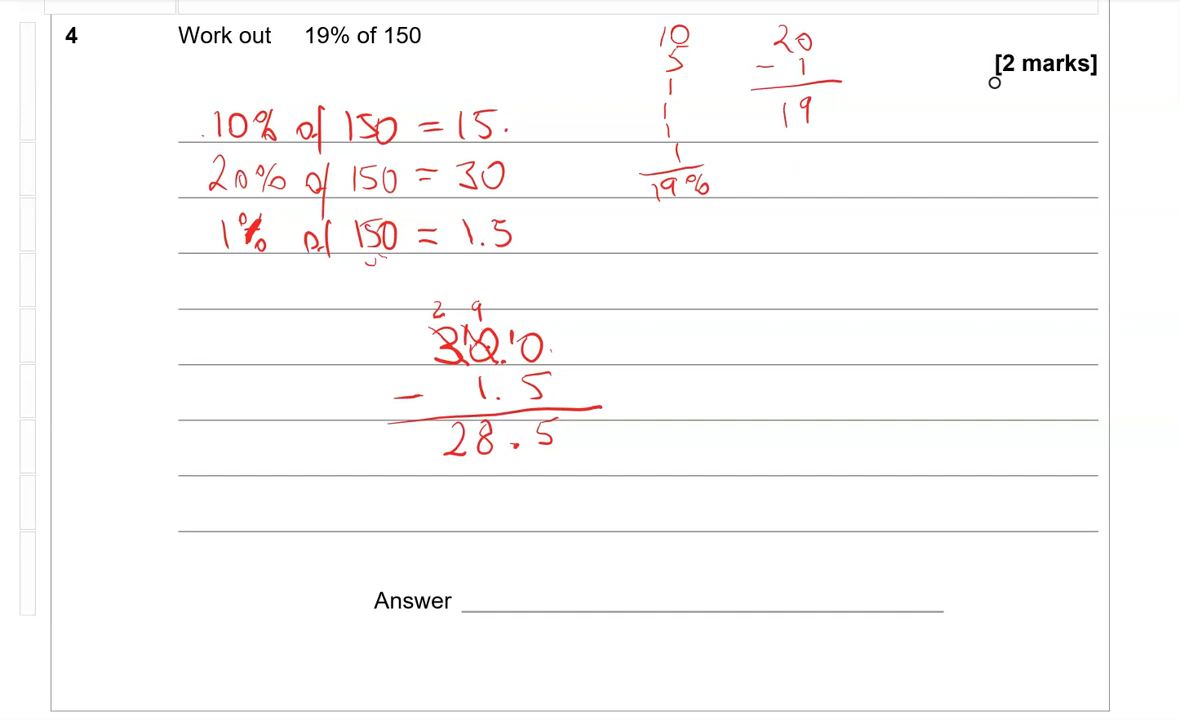 4 Work out 19% of 150
[2 marks]
10
5
1
1
1
1
19%
20
- 1
19
10% of 150 = 15.
20% of 150 = 30
1% of 150 = 1.5
2 9
30.10
- 1.5
28.5
Answer